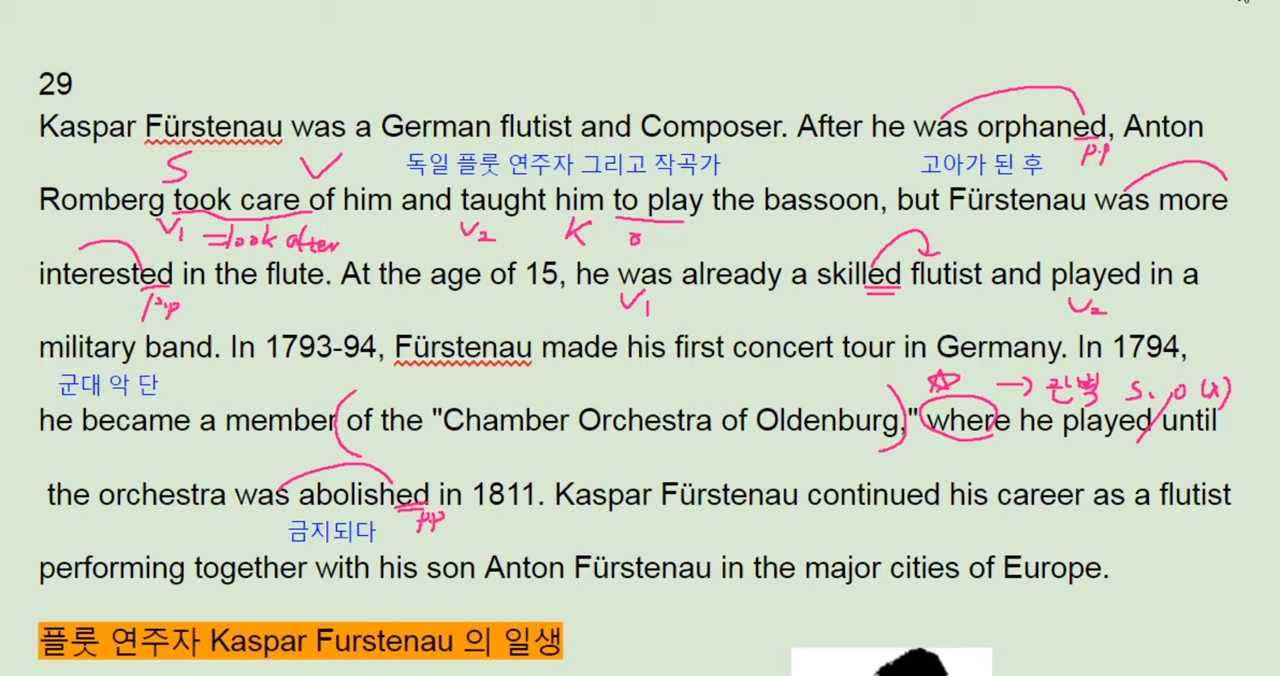 29
Kaspar Fürstenau was a German flutist and Composer. After he was orphaned, Anton
독일 플룻 연주자 그리고 작곡가 고아가 된 후 p.p
S V
Romberg took care of him and taught him to play the bassoon, but Fürstenau was more
V1 =look after V2 O
interested in the flute. At the age of 15, he was already a skilled flutist and played in a
p.p V1 V2
military band. In 1793-94, Fürstenau made his first concert tour in Germany. In 1794,
군대 악 단 → 완벽 S, O (x)
he became a member of the "Chamber Orchestra of Oldenburg," where he played until
the orchestra was abolished in 1811. Kaspar Fürstenau continued his career as a flutist
금지되다 p.p
performing together with his son Anton Fürstenau in the major cities of Europe.
플룻 연주자 Kaspar Furstenau 의 일생